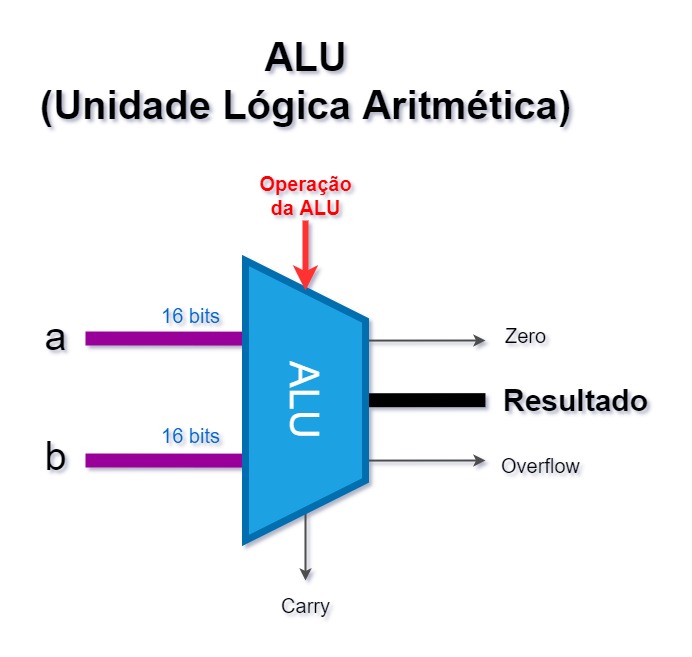 ALU
(Unidade Lógica Aritmética)
Operação
da ALU
16 bits
a
Zero
ALU
Resultado
16 bits
b
Overflow
Carry